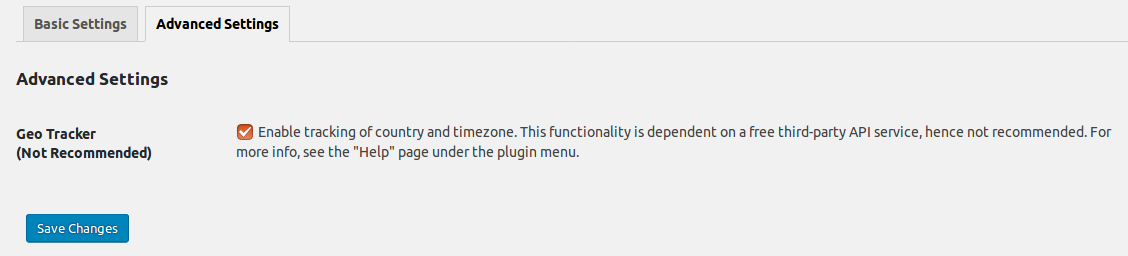 Basic Settings
Advanced Settings
Advanced Settings
Geo Tracker
(Not Recommended)
Enable tracking of country and timezone. This functionality is dependent on a free third-party API service, hence not recommended. For
more info, see the "Help" page under the plugin menu.
Save Changes